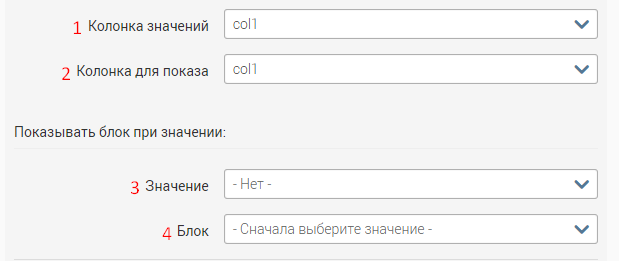 1 Колонка значений col1
2 Колонка для показа col1
Показывать блок при значении:
3 Значение - Нет -
4 Блок - Сначала выберите значение -